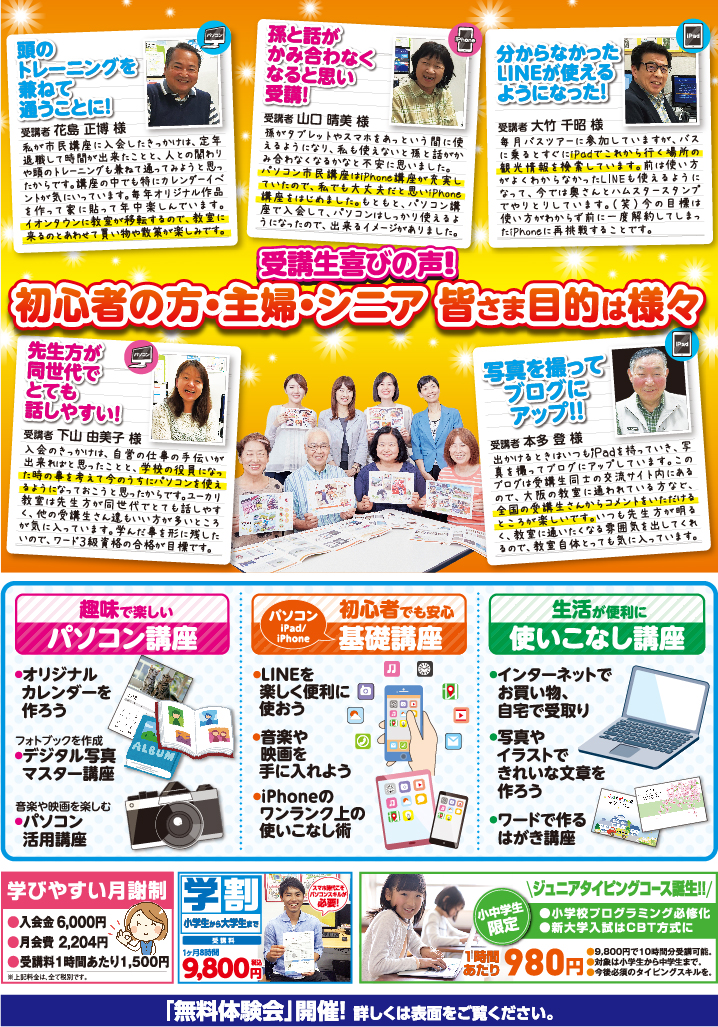 頭の
トレーニングを
兼ねて
通うことに!
パソコン
受講者 花島 正博 様
私が市民講座に入会したきっかけは、定年
退職して時間が出来たことと、人との関わり
や頭のトレーニングも兼ねて通ってみようと思っ
たからです。講座の中でも特にカレンダーイベ
ントが気にいっています。毎年オリジナル作品
を作って家に貼って年中楽しんでいます。
イオンタウンに教室が移転するので、教室に
来るのとあわせて買い物や散策が楽しみです。
孫と話が
かみ合わなく
なると思い
受講!
iPhone
受講者 山口 晴美 様
孫がタブレットやスマホをあっという間に使
えるようになり、私も使えないと孫と話がか
み合わなくなるかなと不安に思いました。
パソコン市民講座はiPhone講座が充実し
ていたので、私でも大丈夫だと思いiPhone
講座をはじめました。もともと、パソコン講
座で入会して、パソコンはしっかり使えるよ
うになったので、出来るイメージがありました。
分からなかった
LINEが使える
ようになった!
iPad
受講者 大竹 千昭 様
毎月バスツアーに参加していますが、バス
に乗るとすぐにiPadでこれから行く場所の
観光情報を検索しています。前は使い方
がよくわからなかったLINEも使えるように
なって、今では奥さんとハムスタースタンプ
でやりとりしています。(笑)今の目標は
使い方がわからず前に一度解約してしまっ
たiPhoneに再挑戦することです。
受講生喜びの声!
初心者の方・主婦・シニア 皆さま目的は様々
先生方が
同世代で
とても
話しやすい!
パソコン
受講者 下山 由美子 様
入会のきっかけは、自営の仕事の手伝いが
出来ればと思ったことと、学校の役員になっ
た時の事を考えて今のうちにパソコンを使え
るようになっておこうと思ったからです。ユーカリ
教室は先生方が同世代でとても話しやす
く、他の受講生さん達もいい方が多いところ
が気に入っています。学んだ事を形に残した
いので、ワード3級資格の合格が目標です。
写真を撮って
ブログに
アップ!!
iPad
受講者 本多 登 様
出かけるときはいつもiPadを持っていき、写
真を撮ってブログにアップしています。この
ブログは受講生同士の交流サイト内にある
ので、大阪の教室に通われている方など、
全国の受講生さんからコメントをいただける
ところが楽しいです。いつも先生方が明る
く、教室に通いたくなる雰囲気を出してくれ
るので、教室自体とっても気に入っています。
趣味で楽しい
パソコン講座
●オリジナル
カレンダーを
作ろう
フォトブックを作成
●デジタル写真
マスター講座
音楽や映画を楽しむ
●パソコン
活用講座
ALBUM
パソコン
iPad/
iPhone
初心者でも安心
基礎講座
●LINEを
楽しく便利に
使おう
●音楽や
映画を
手に入れよう
●iPhoneの
ワンランク上の
使いこなし術
生活が便利に
使いこなし講座
●インターネットで
お買い物、
自宅で受取り
●写真や
イラストで
きれいな文章を
作ろう
●ワードで作る
はがき講座
学びやすい月謝制
●入会金 6,000円
●月会費 2,204円
●受講料1時間あたり1,500円
※上記料金は、全て税別です。
学割
小学生から大学生まで
受講料
1ヶ月8時間
9,800円 税込
スマホ時代こそ
パソコンスキルが
必要!
ジュニアタイピングコース誕生!!
小中学生
限定
●小学校プログラミング必修化
●新大学入試はCBT方式に
1時間
あたり 980円
●9,800円で10時間分受講可能。
●対象は小学生から中学生まで。
●今後必須のタイピングスキルを。
「無料体験会」開催! 詳しくは表面をご覧ください。